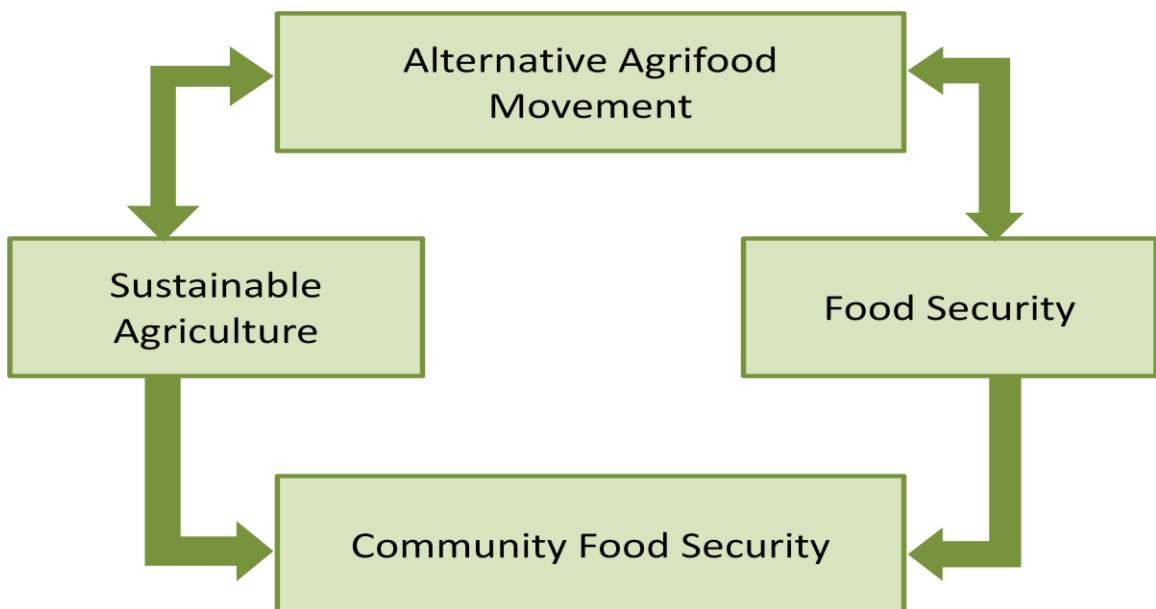 Alternative Agrifood
Movement
Sustainable
Agriculture
Food Security
Community Food Security